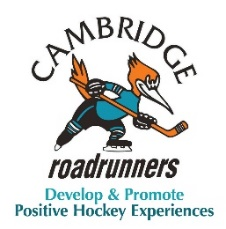 CAMBRIDGE
roadrunners
Develop & Promote
Positive Hockey Experiences